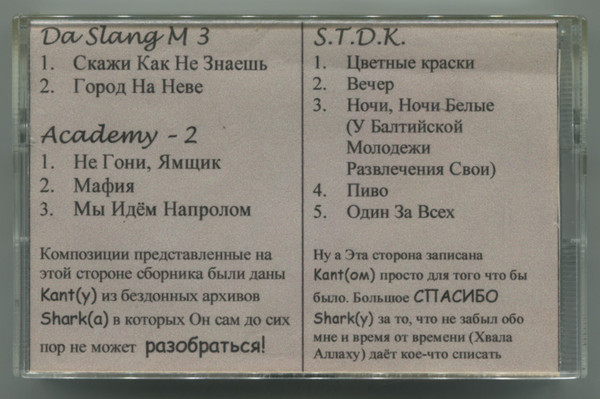 Da Slang M 3
1. Скажи Как Не Знаешь
2. Город На Неве
Academy - 2
1. Не Гони, Ямщик
2. Мафия
3. Мы Идём Напролом
Композиции представленные на
этой стороне сборника были даны
Kant(у) из бездонных архивов
Shark(а) в которых Он сам до сих
пор не может разобраться!
S.T.D.K.
1. Цветные краски
2. Вечер
3. Ночи, Ночи Белые
(У Балтийской
Молодежи
Развлечения Свои)
4. Пиво
5. Один За Всех
Ну а Эта сторона записана
Kant(ом) просто для того что бы
было. Большое СПАСИБО
Shark(у) за то, что не забыл обо
мне и время от времени (Хвала
Аллаху) даёт кое-что списать